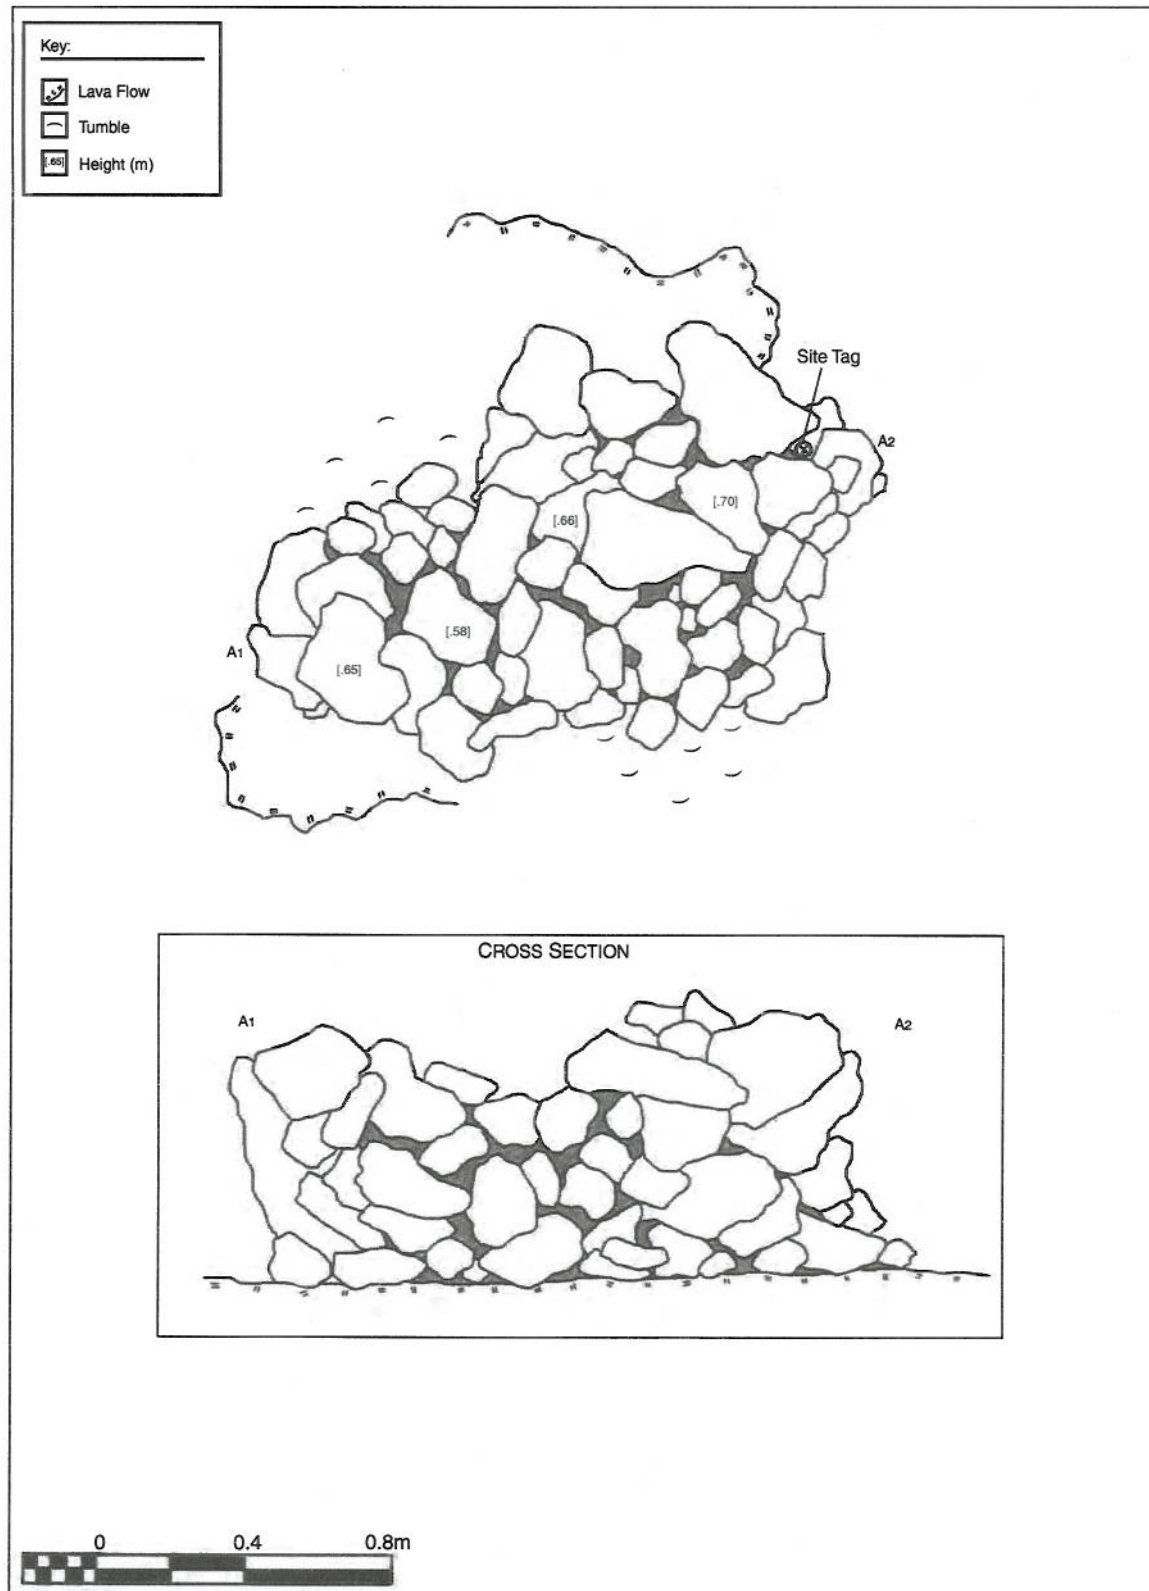 Key:
Lava Flow
Tumble
[.65] Height (m)
Site Tag
A2
[.70]
[.66]
[.58]
A1
[.65]
CROSS SECTION
A1
A2
0 0.4 0.8m